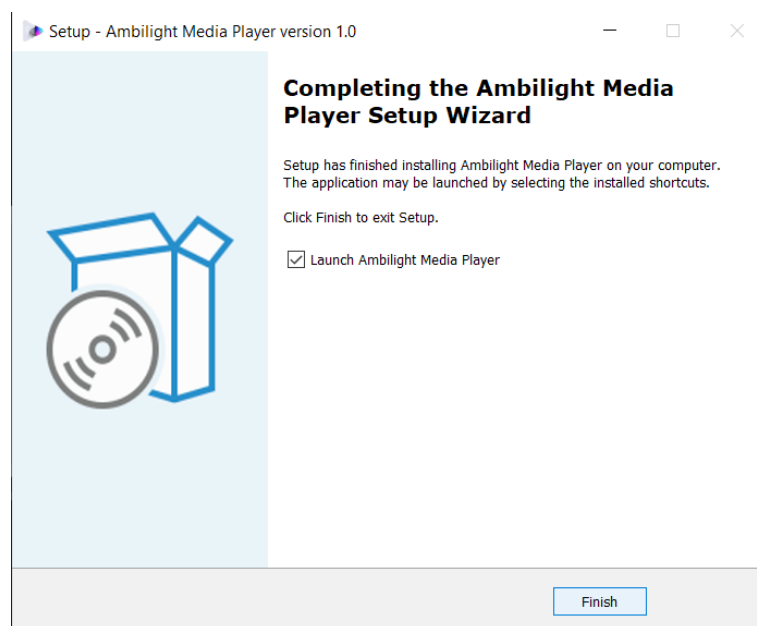 Setup - Ambilight Media Player version 1.0
Completing the Ambilight Media
Player Setup Wizard
Setup has finished installing Ambilight Media Player on your computer.
The application may be launched by selecting the installed shortcuts.
Click Finish to exit Setup.
Launch Ambilight Media Player
Finish